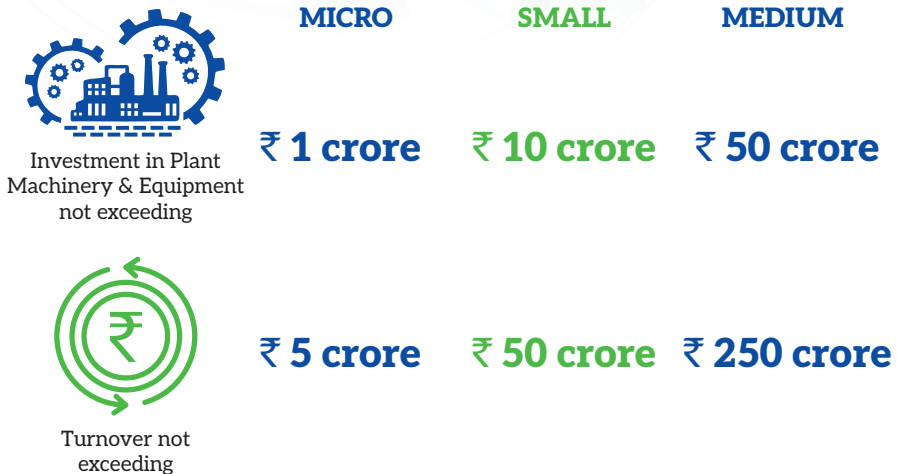 MICRO SMALL MEDIUM
₹ 1 crore ₹ 10 crore ₹ 50 crore
Investment in Plant
Machinery & Equipment
not exceeding
₹
₹ 5 crore ₹ 50 crore ₹ 250 crore
Turnover not
exceeding